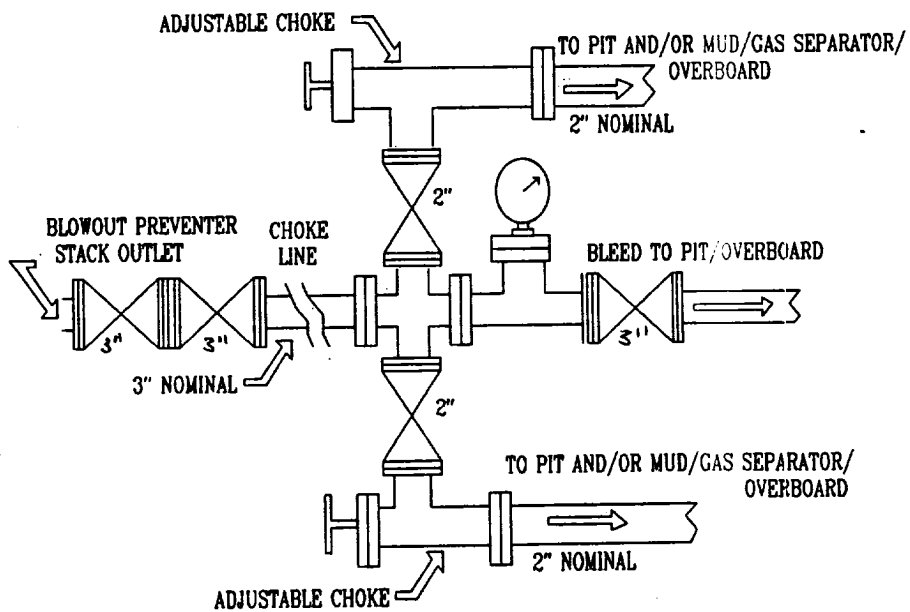 ADJUSTABLE CHOKE
TO PIT AND/OR MUD/GAS SEPARATOR/
OVERBOARD
2" NOMINAL
2"
BLOWOUT PREVENTER
STACK OUTLET
CHOKE
LINE
BLEED TO PIT/OVERBOARD
3"
3"
3"
3" NOMINAL
2"
TO PIT AND/OR MUD/GAS SEPARATOR/
OVERBOARD
2" NOMINAL
ADJUSTABLE CHOKE